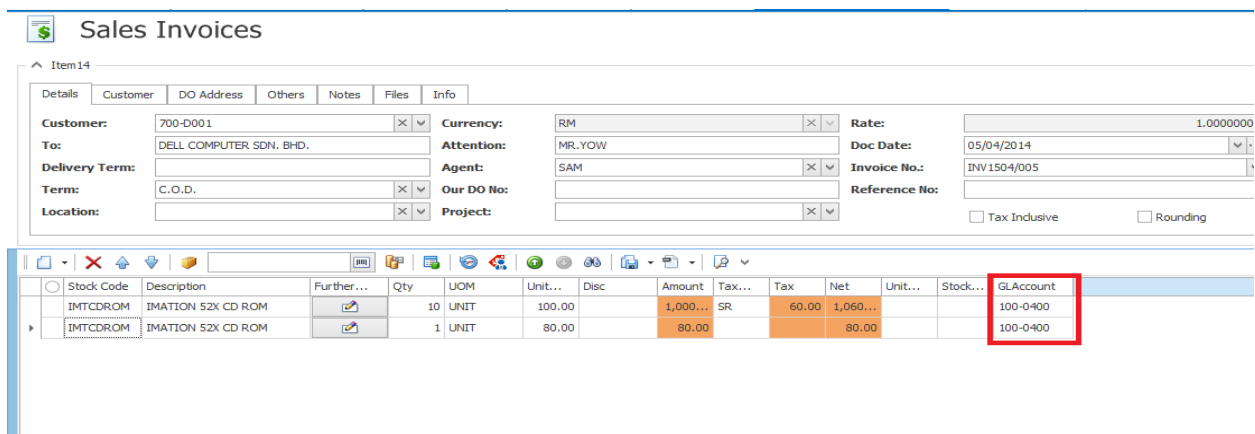 Sales Invoices
Item14
Details Customer DO Address Others Notes Files Info
Customer: 700-D001 Currency: RM Rate: 1.0000000
To: DELL COMPUTER SDN. BHD. Attention: MR.YOW Doc Date: 05/04/2014
Delivery Term: Agent: SAM Invoice No.: INV1504/005
Term: C.O.D. Our DO No: Reference No:
Location: Project: Tax Inclusive Rounding
Stock Code Description Further... Qty UOM Unit... Disc Amount Tax... Tax Net Unit... Stock... GLAccount
IMTCDROM IMATION 52X CD ROM 10 UNIT 100.00 1,000... SR 60.00 1,060... 100-0400
IMTCDROM IMATION 52X CD ROM 1 UNIT 80.00 80.00 80.00 100-0400